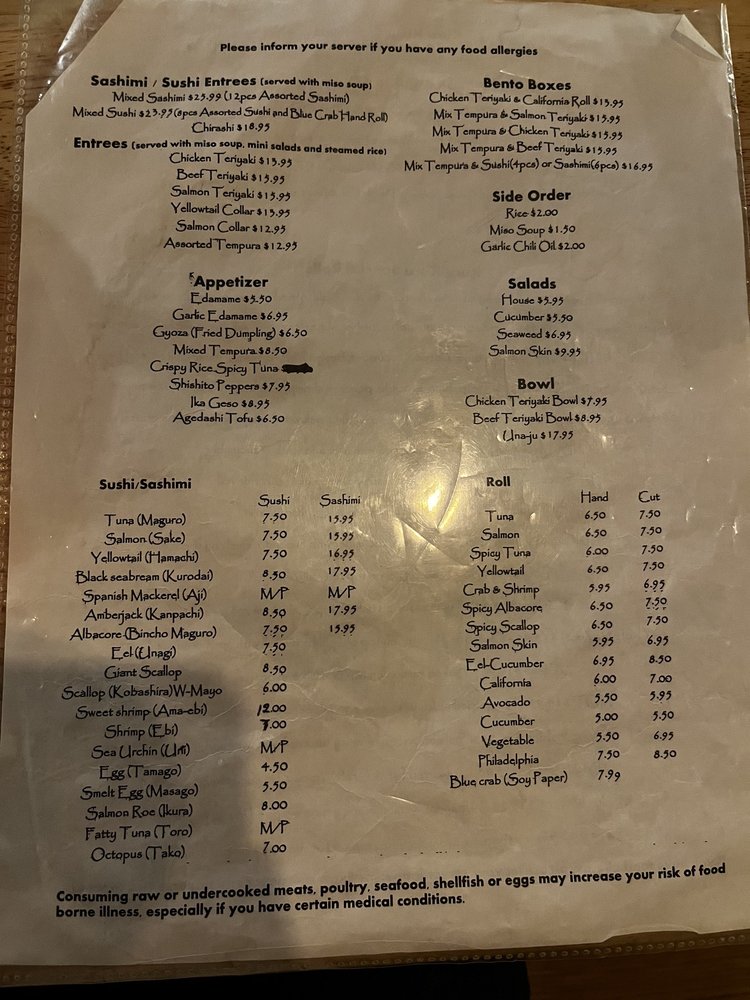 Please inform your server if you have any food allergies
Sashimi / Sushi Entrees (served with miso soup)
Mixed Sashimi $25.99 (12pcs Assorted Sashimi)
Mixed Sushi $25.95 (8pcs Assorted Sushi and Blue Crab Hand Roll)
Chirashi $18.95
Entrees (served with miso soup, mini salads and steamed rice)
Chicken Teriyaki $15.95
Beef Teriyaki $15.95
Salmon Teriyaki $15.95
Yellowtail Collar $15.95
Salmon Collar $12.95
Assorted Tempura $12.95
Appetizer
Edamame $5.50
Garlic Edamame $6.95
Gyoza (Fried Dumpling) $6.50
Mixed Tempura $8.50
Crispy Rice Spicy Tuna
Shishito Peppers $7.95
Ika Geso $8.95
Agedashi Tofu $6.50
Bento Boxes
Chicken Teriyaki & California Roll $15.95
Mix Tempura & Salmon Teriyaki $15.95
Mix Tempura & Chicken Teriyaki $15.95
Mix Tempura & Beef Teriyaki $15.95
Mix Tempura & Sushi(4pcs) or Sashimi(6pcs) $16.95
Side Order
Rice $2.00
Miso Soup $1.50
Garlic Chili Oil $2.00
Salads
House $5.95
Cucumber $5.50
Seaweed $6.95
Salmon Skin $9.95
Bowl
Chicken Teriyaki Bowl $7.95
Beef Teriyaki Bowl $8.95
Una-ju $17.95
Sushi/Sashimi
Sushi Sashimi
Tuna (Maguro) 7.50 15.95
Salmon (Sake) 7.50 15.95
Yellowtail (Hamachi) 7.50 16.95
Black seabream (Kurodai) 8.50 17.95
Spanish Mackerel (Aji) M/P M/P
Amberjack (Kanpachi) 8.50 17.95
Albacore (Bincho Maguro) 7.50 15.95
Eel (Unagi) 7.50
Giant Scallop 8.50
Scallop (Kobashira)W-Mayo 6.00
Sweet shrimp (Ama-ebi) 12.00
Shrimp (Ebi) 7.00
Sea Urchin (Uni) M/P
Egg (Tamago) 4.50
Smelt Egg (Masago) 5.50
Salmon Roe (Ikura) 8.00
Fatty Tuna (Toro) M/P
Octopus (Tako) 7.00
Roll
Hand Cut
Tuna 6.50 7.50
Salmon 6.50 7.50
Spicy Tuna 6.00 7.50
Yellowtail 6.50 7.50
Crab & Shrimp 5.95 6.95
Spicy Albacore 6.50 7.50
Spicy Scallop 6.50 7.50
Salmon Skin 5.95 6.95
Eel-Cucumber 6.95 8.50
California 6.00 7.00
Avocado 5.50 5.95
Cucumber 5.00 5.50
Vegetable 5.50 6.95
Philadelphia 7.50 8.50
Blue crab (Soy Paper) 7.99
Consuming raw or undercooked meats, poultry, seafood, shellfish or eggs may increase your risk of food
borne illness, especially if you have certain medical conditions.